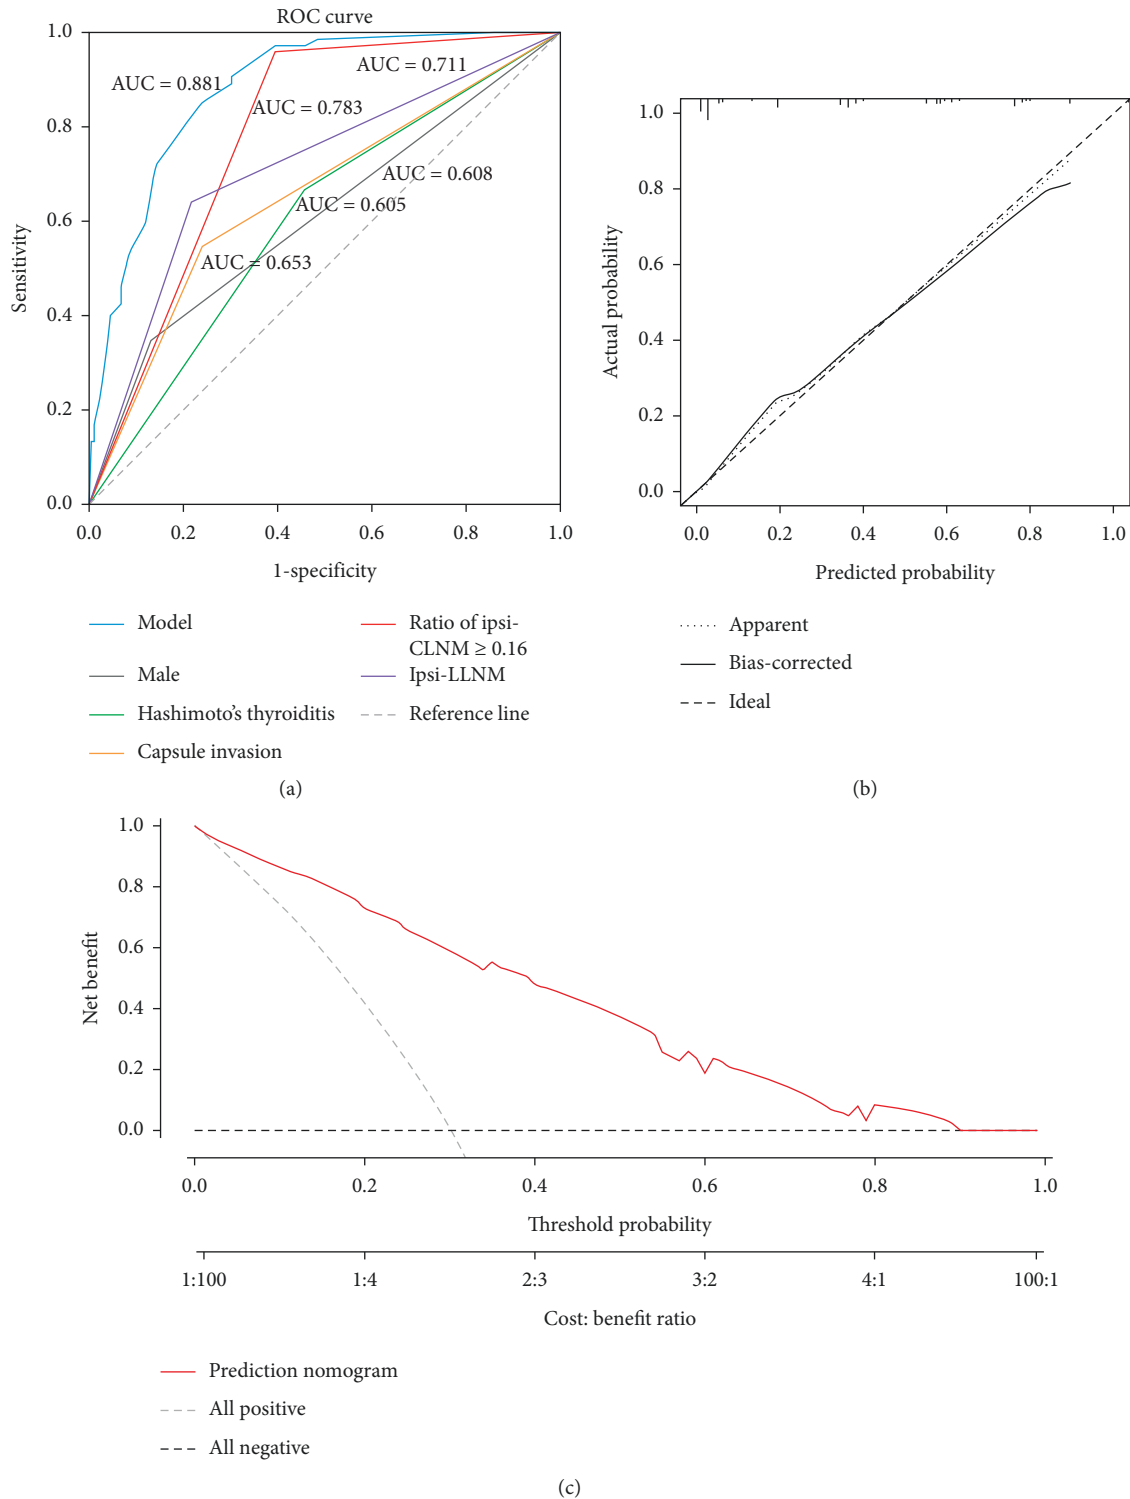 ROC curve
1.0
0.8
0.6
0.4
0.2
0.0
Sensitivity
AUC = 0.881
AUC = 0.711
AUC = 0.783
AUC = 0.608
AUC = 0.605
AUC = 0.653
0.0 0.2 0.4 0.6 0.8 1.0
1-specificity
Model
Male
Hashimoto's thyroiditis
Capsule invasion
Ratio of ipsi-
CLNM ≥ 0.16
Ipsi-LLNM
Reference line
(a)
1.0
0.8
0.6
0.4
0.2
0.0
Actual probability
0.0 0.2 0.4 0.6 0.8 1.0
Predicted probability
Apparent
Bias-corrected
Ideal
(b)
1.0
0.8
0.6
0.4
0.2
0.0
Net benefit
0.0 0.2 0.4 0.6 0.8 1.0
Threshold probability
1:100 1:4 2:3 3:2 4:1 100:1
Cost: benefit ratio
Prediction nomogram
All positive
All negative
(c)